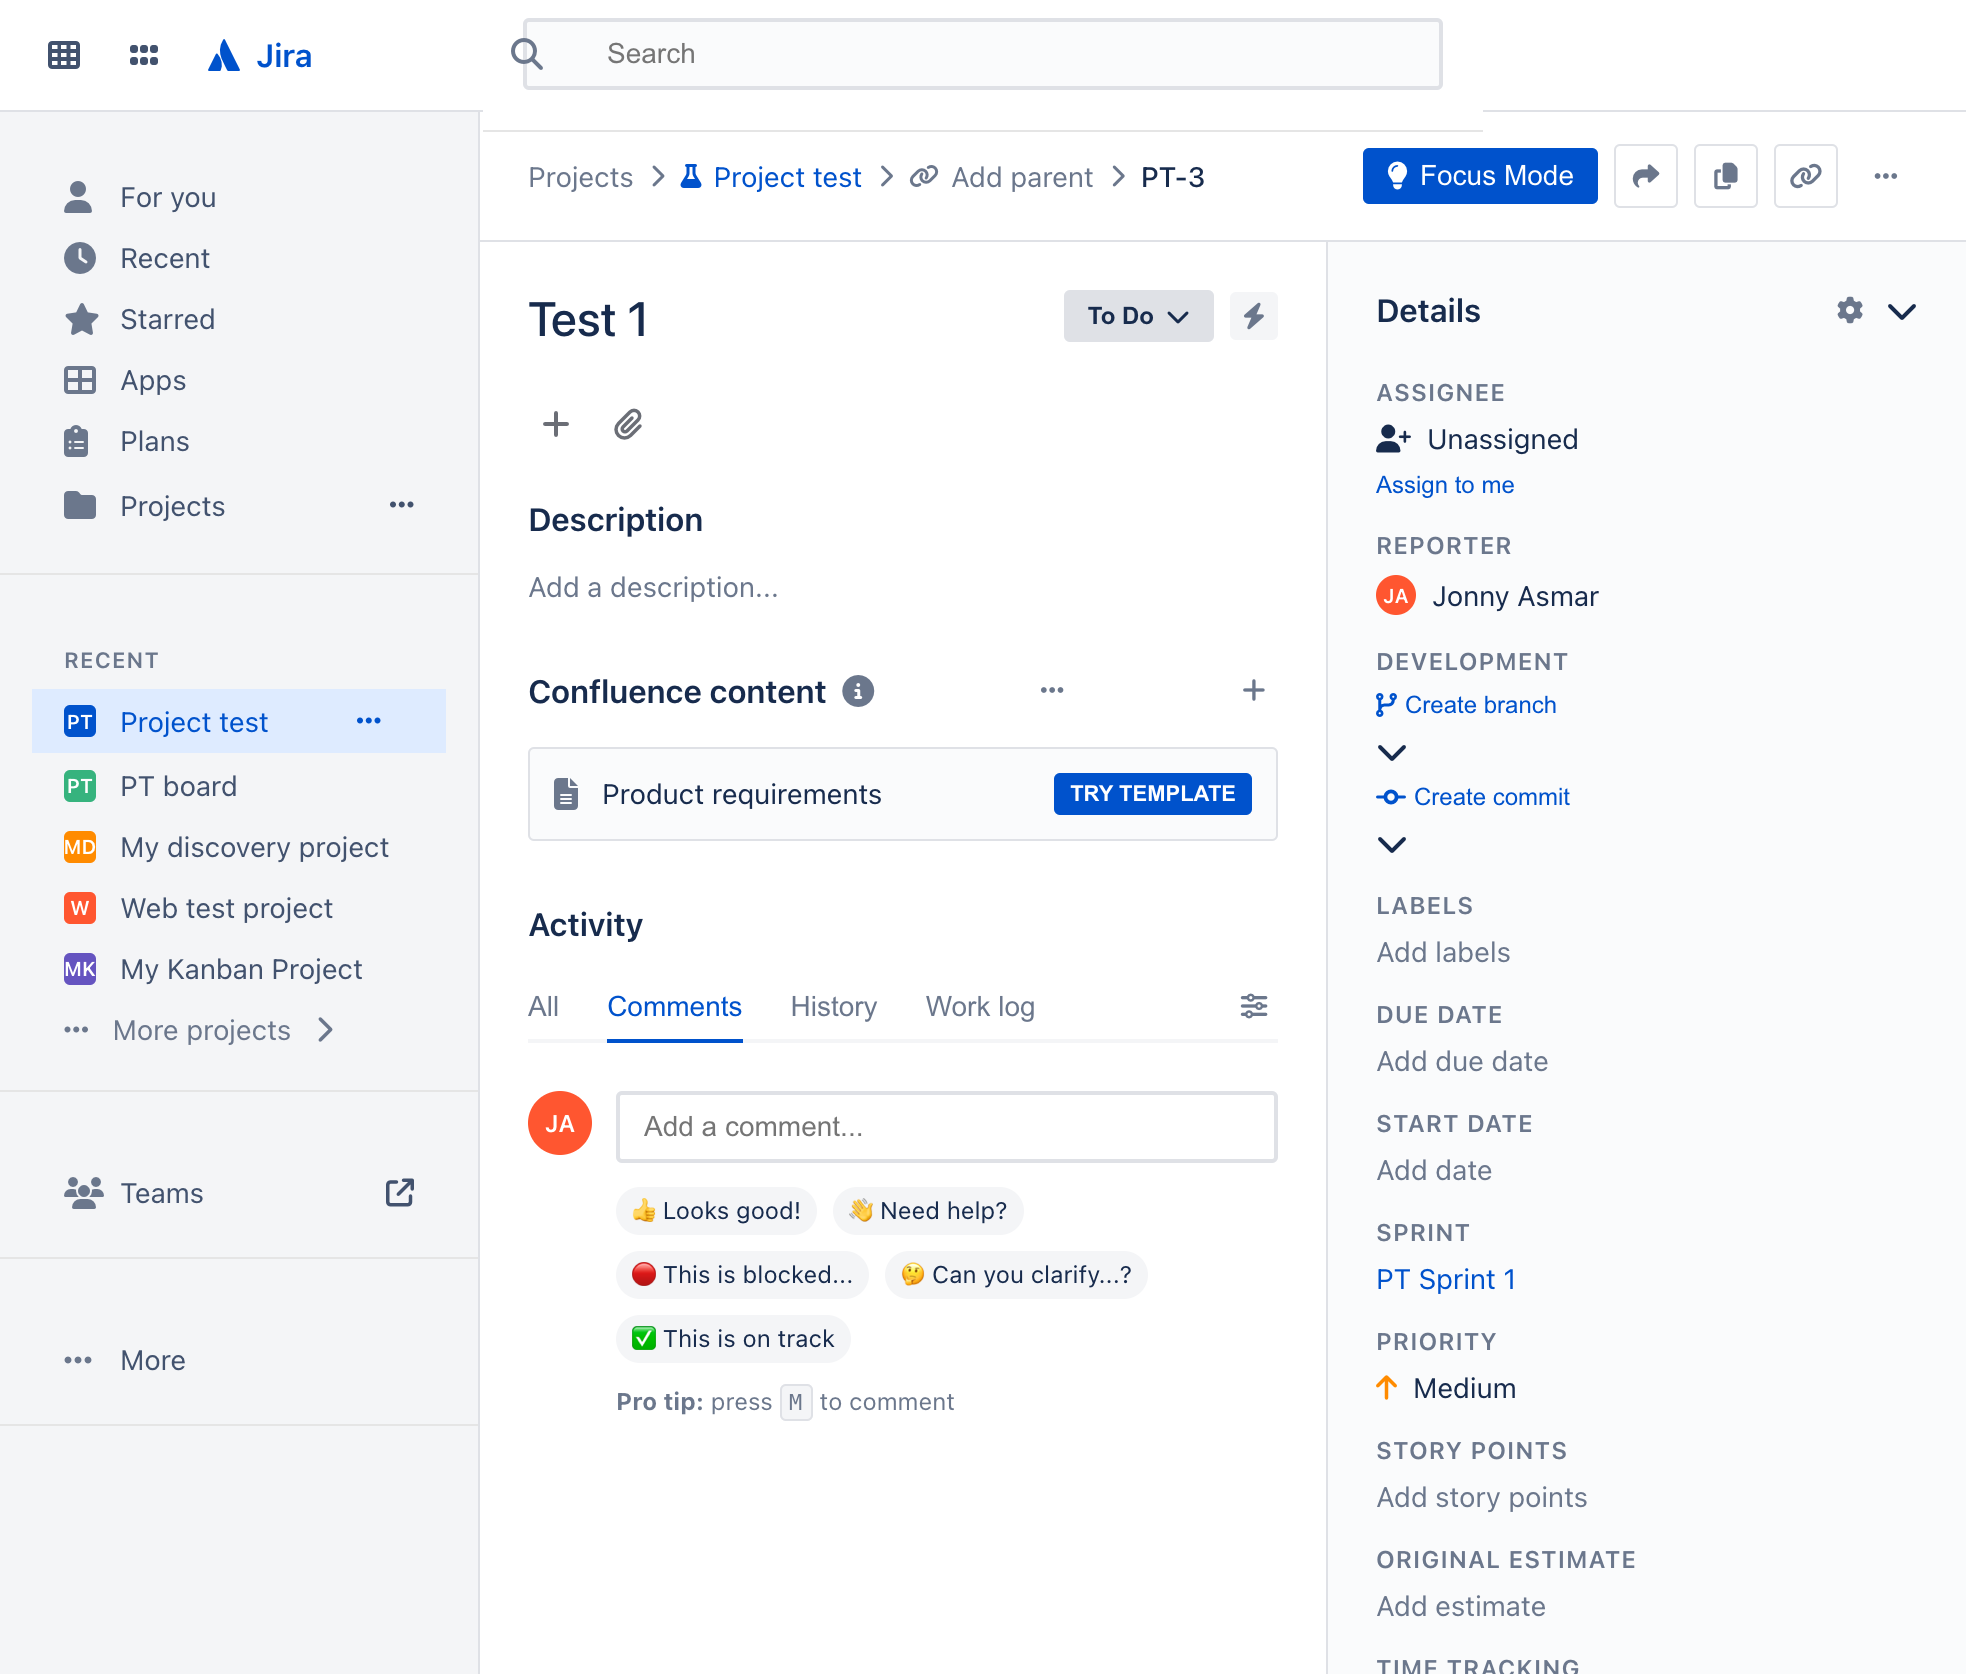 Jira
Search
For you
Recent
Starred
Apps
Plans
Projects
RECENT
PT Project test
PT PT board
MD My discovery project
W Web test project
MK My Kanban Project
More projects
Teams
More
Projects Project test Add parent PT-3
Focus Mode
Test 1
To Do
Description
Add a description...
Confluence content
Product requirements
TRY TEMPLATE
Activity
All Comments History Work log
JA
Add a comment...
👍 Looks good! 👋 Need help?
🔴 This is blocked... 🤔 Can you clarify...?
✅ This is on track
Pro tip: press M to comment
Details
ASSIGNEE
Unassigned
Assign to me
REPORTER
JA Jonny Asmar
DEVELOPMENT
Create branch
Create commit
LABELS
Add labels
DUE DATE
Add due date
START DATE
Add date
SPRINT
PT Sprint 1
PRIORITY
Medium
STORY POINTS
Add story points
ORIGINAL ESTIMATE
Add estimate
TIME TRACKING